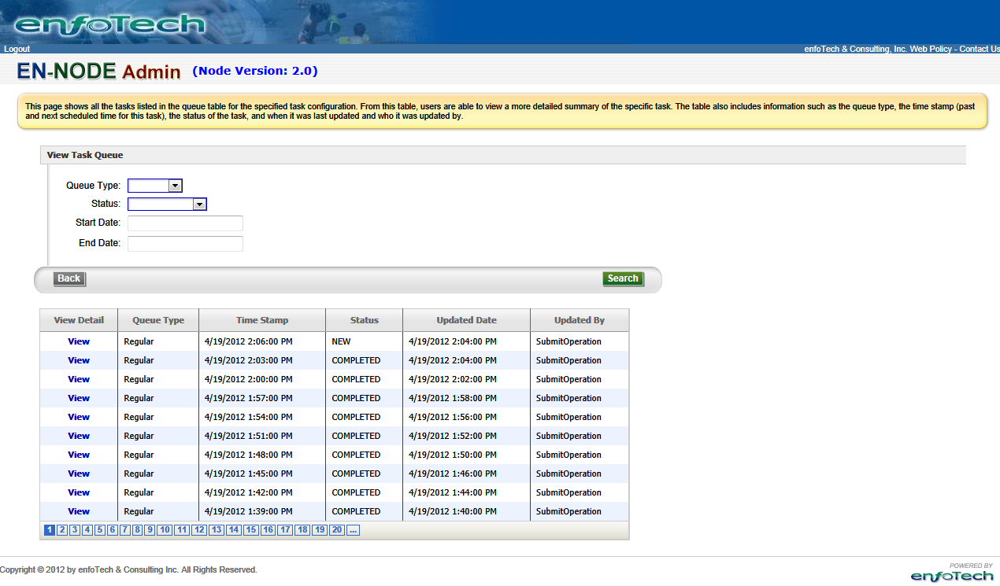 enfoTech
Logout
enfoTech & Consulting, Inc. Web Policy - Contact Us
EN-NODE Admin (Node Version: 2.0)
This page shows all the tasks listed in the queue table for the specified task configuration. From this table, users are able to view a more detailed summary of the specific task. The table also includes information such as the queue type, the time stamp (past
and next scheduled time for this task), the status of the task, and when it was last updated and who it was updated by.
View Task Queue
Queue Type:
Status:
Start Date:
End Date:
Back Search
View Detail Queue Type Time Stamp Status Updated Date Updated By
View Regular 4/19/2012 2:06:00 PM NEW 4/19/2012 2:04:00 PM SubmitOperation
View Regular 4/19/2012 2:03:00 PM COMPLETED 4/19/2012 2:04:00 PM SubmitOperation
View Regular 4/19/2012 2:00:00 PM COMPLETED 4/19/2012 2:02:00 PM SubmitOperation
View Regular 4/19/2012 1:57:00 PM COMPLETED 4/19/2012 1:58:00 PM SubmitOperation
View Regular 4/19/2012 1:54:00 PM COMPLETED 4/19/2012 1:56:00 PM SubmitOperation
View Regular 4/19/2012 1:51:00 PM COMPLETED 4/19/2012 1:52:00 PM SubmitOperation
View Regular 4/19/2012 1:48:00 PM COMPLETED 4/19/2012 1:50:00 PM SubmitOperation
View Regular 4/19/2012 1:45:00 PM COMPLETED 4/19/2012 1:46:00 PM SubmitOperation
View Regular 4/19/2012 1:42:00 PM COMPLETED 4/19/2012 1:44:00 PM SubmitOperation
View Regular 4/19/2012 1:39:00 PM COMPLETED 4/19/2012 1:40:00 PM SubmitOperation
1 2 3 4 5 6 7 8 9 10 11 12 13 14 15 16 17 18 19 20 ...
Copyright © 2012 by enfoTech & Consulting Inc. All Rights Reserved.
POWERED BY
enfoTech